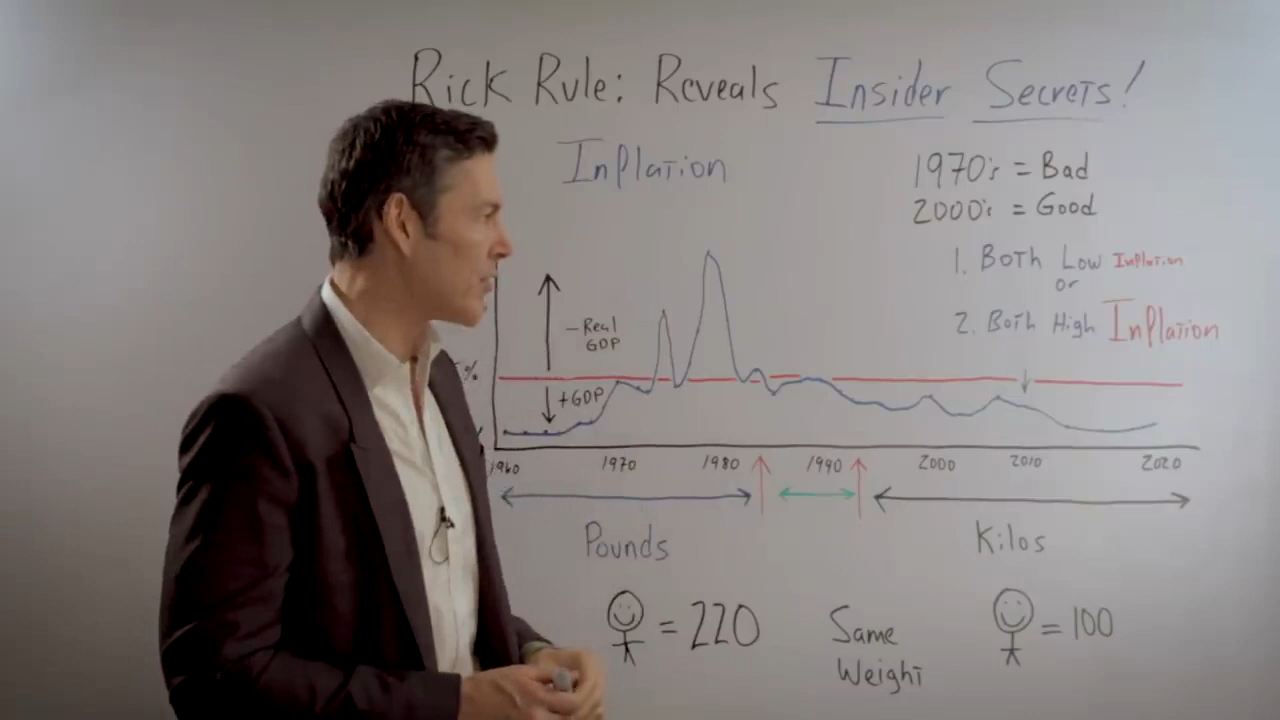 Rick Rule: Reveals Insider Secrets!
Inflation
1970's = Bad
2000's = Good
1. Both Low Inflation
or
2. Both High Inflation
- Real
GDP
%
+GDP
1960 1970 1980 1990 2000 2010 2020
Pounds
Kilos
= 220
Same
Weight
= 100